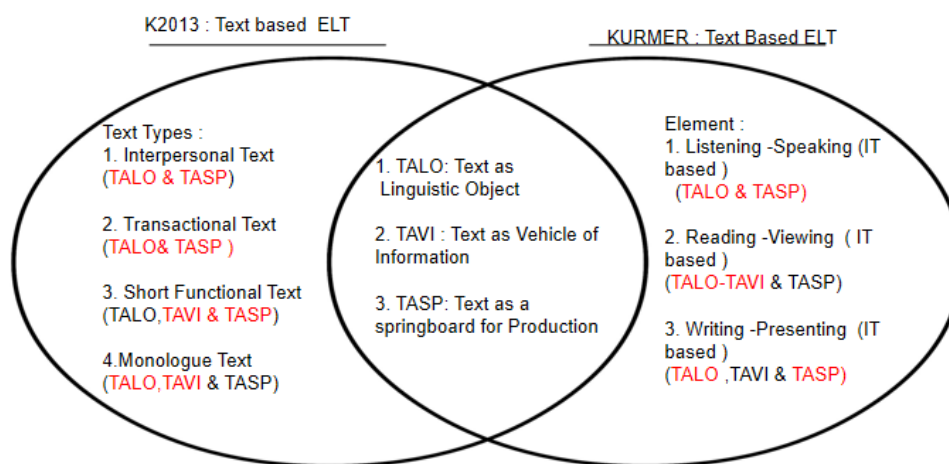 K2013 : Text based ELT
KURMER : Text Based ELT
Text Types :
1. Interpersonal Text
(TALO & TASP)
2. Transactional Text
(TALO& TASP )
3. Short Functional Text
(TALO,TAVI & TASP)
4.Monologue Text
(TALO,TAVI & TASP)
1. TALO: Text as
Linguistic Object
2. TAVI : Text as Vehicle of
Information
3. TASP: Text as a
springboard for Production
Element :
1. Listening -Speaking (IT
based )
(TALO & TASP)
2. Reading -Viewing ( IT
based )
(TALO-TAVI & TASP)
3. Writing -Presenting (IT
based )
(TALO ,TAVI & TASP)